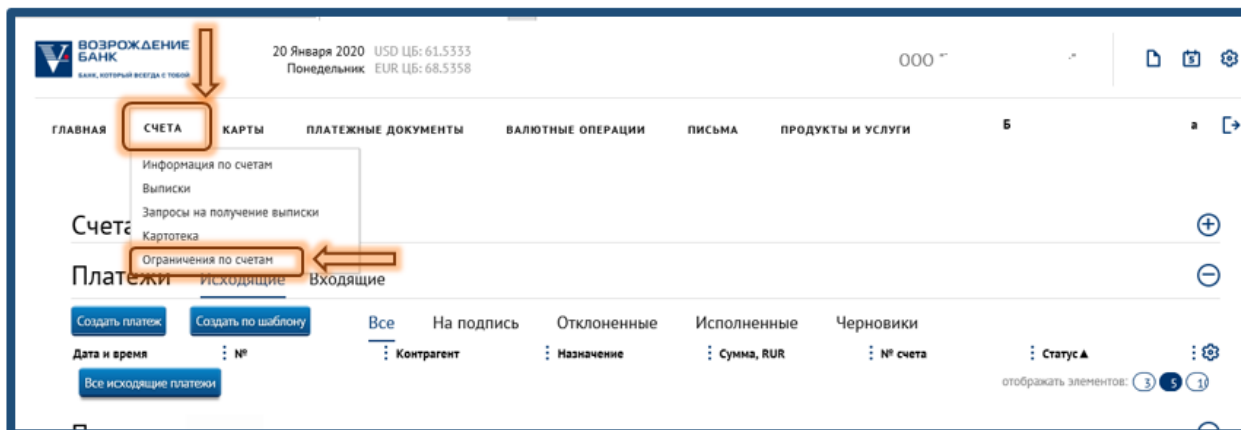 ВОЗРОЖДЕНИЕ
БАНК
БАНК, КОТОРЫЙ ВСЕГДА С ТОБОЙ
20 Января 2020 USD ЦБ: 61.5333
Понедельник EUR ЦБ: 68.5358
ООО
ГЛАВНАЯ СЧЕТА КАРТЫ ПЛАТЕЖНЫЕ ДОКУМЕНТЫ ВАЛЮТНЫЕ ОПЕРАЦИИ ПИСЬМА ПРОДУКТЫ И УСЛУГИ Б а
Информация по счетам
Выписки
Запросы на получение выписки
Картотека
Ограничения по счетам
Счета
Платежи Исходящие Входящие
Создать платеж Создать по шаблону Все На подпись Отклоненные Исполненные Черновики
Дата и время № Контрагент Назначение Сумма, RUR № счета Статус▲
Все исходящие платежи отображать элементов: 3 5 10